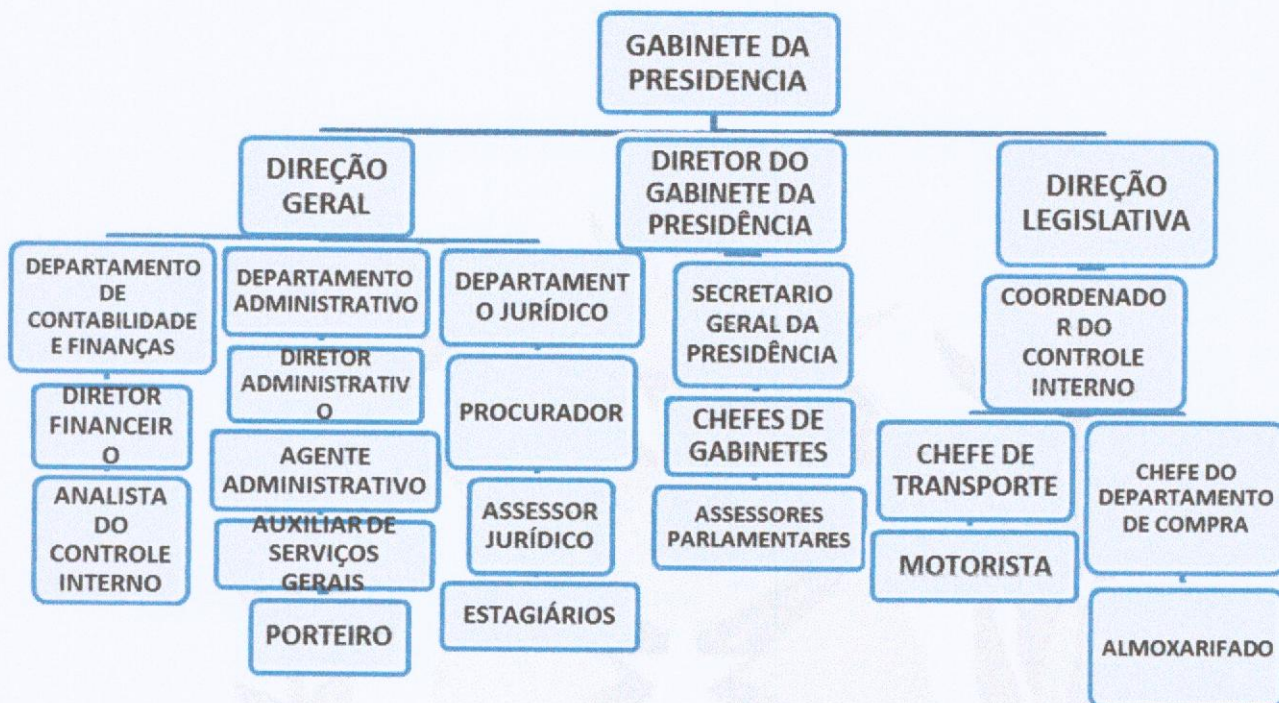 GABINETE DA
PRESIDENCIA
DIREÇÃO
GERAL
DIRETOR DO
GABINETE DA
PRESIDÊNCIA
DIREÇÃO
LEGISLATIVA
DEPARTAMENTO
DE
CONTABILIDADE
E FINANÇAS
DIRETOR
FINANCEIR
O
ANALISTA
DO
CONTROLE
INTERNO
DEPARTAMENTO
ADMINISTRATIVO
DIRETOR
ADMINISTRATIV
O
AGENTE
ADMINISTRATIVO
AUXILIAR DE
SERVIÇOS
GERAIS
PORTEIRO
DEPARTAMENT
O JURÍDICO
PROCURADOR
ASSESSOR
JURÍDICO
ESTAGIÁRIOS
SECRETARIO
GERAL DA
PRESIDÊNCIA
CHEFES DE
GABINETES
ASSESSORES
PARLAMENTARES
COORDENADO
R DO
CONTROLE
INTERNO
CHEFE DE
TRANSPORTE
MOTORISTA
CHEFE DO
DEPARTAMENTO
DE COMPRA
ALMOXARIFADO